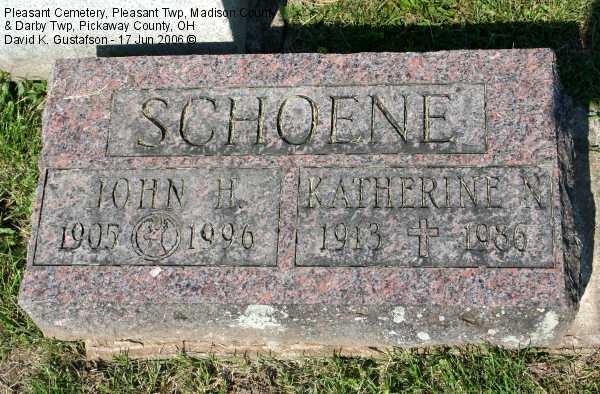 Pleasant Cemetery, Pleasant Twp, Madison County
& Darby Twp, Pickaway County, OH
David K. Gustafson - 17 Jun 2006 ©
SCHOENE
JOHN H.
1905 1996
KATHERINE N.
1913 1986